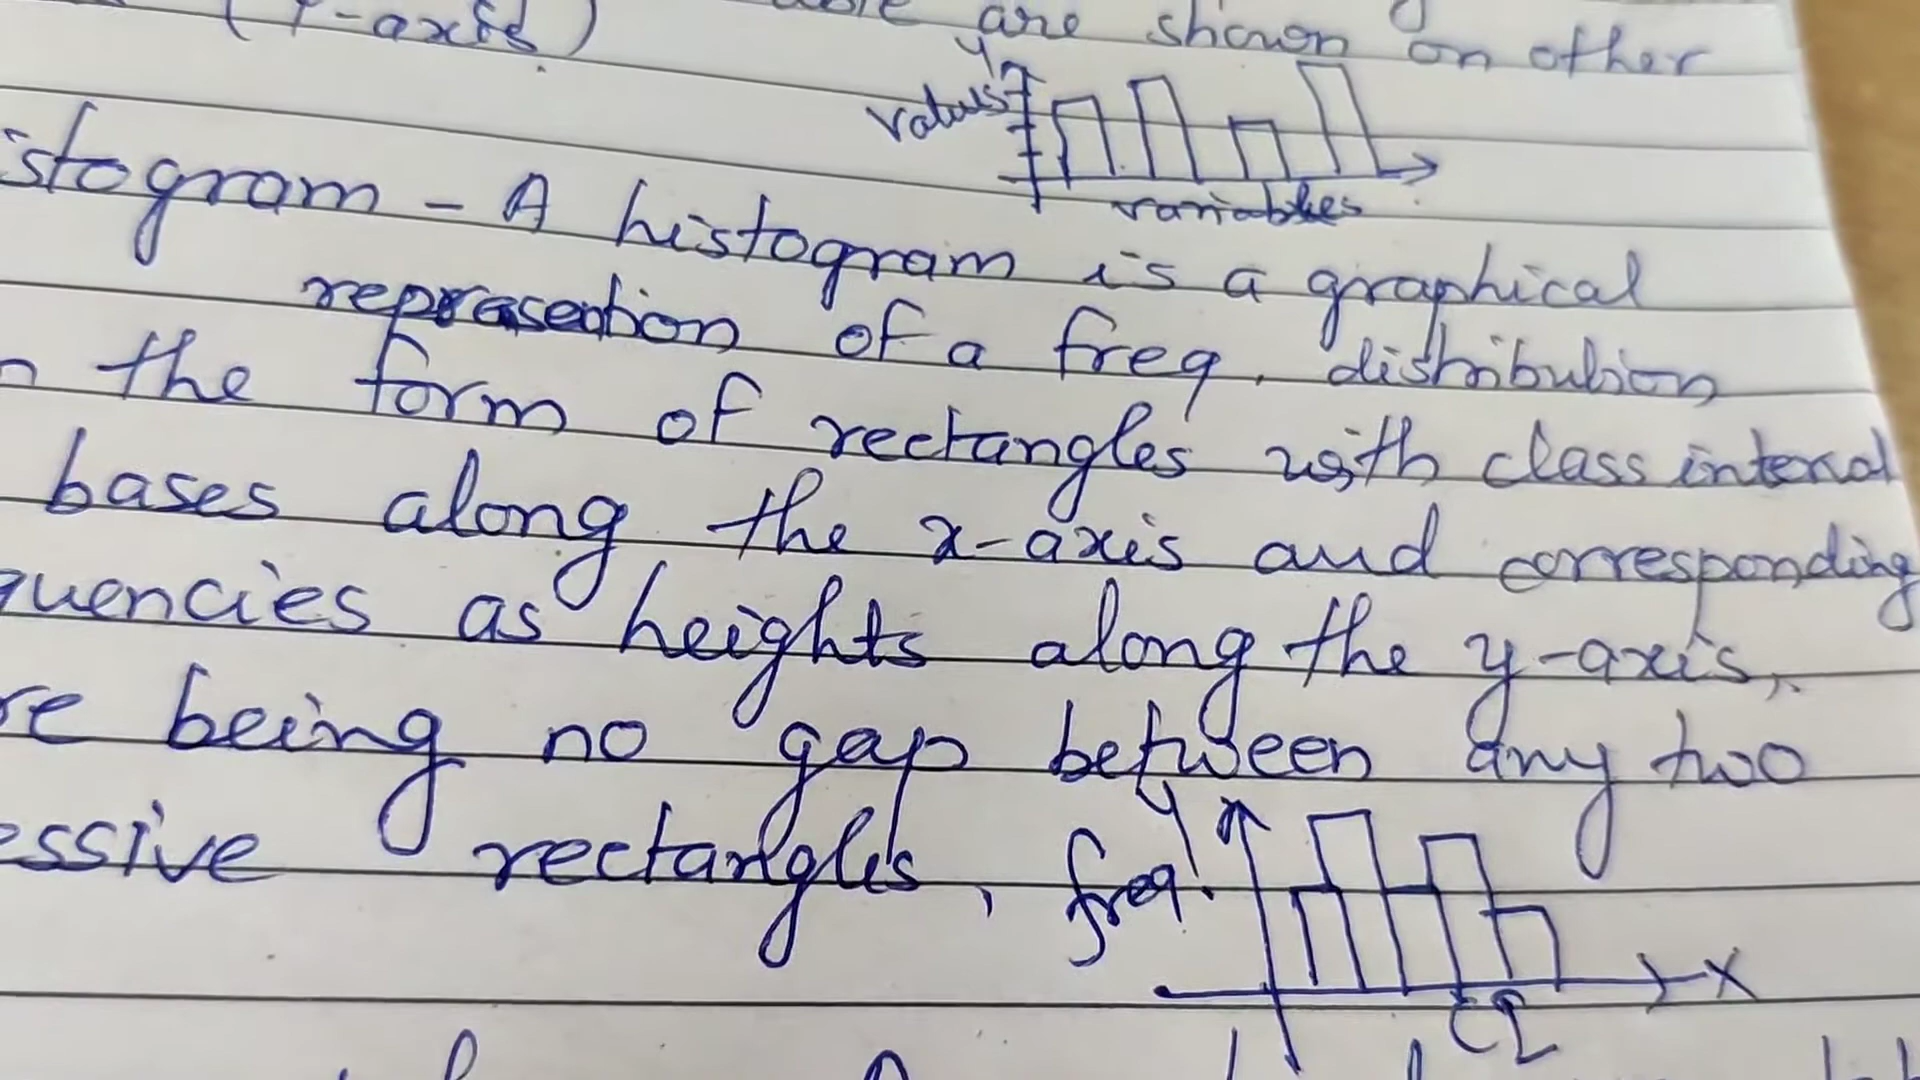 (Y-axis) are shown on other
Y
values
variables
stogram - A histogram is a graphical
represention of a freq. distribution
the form of rectangles with class interval
bases along the x-axis and corresponding
quencies as heights along the y-axis,
re being no gap between any two
essive rectangles,
Y
freq.
X
CI